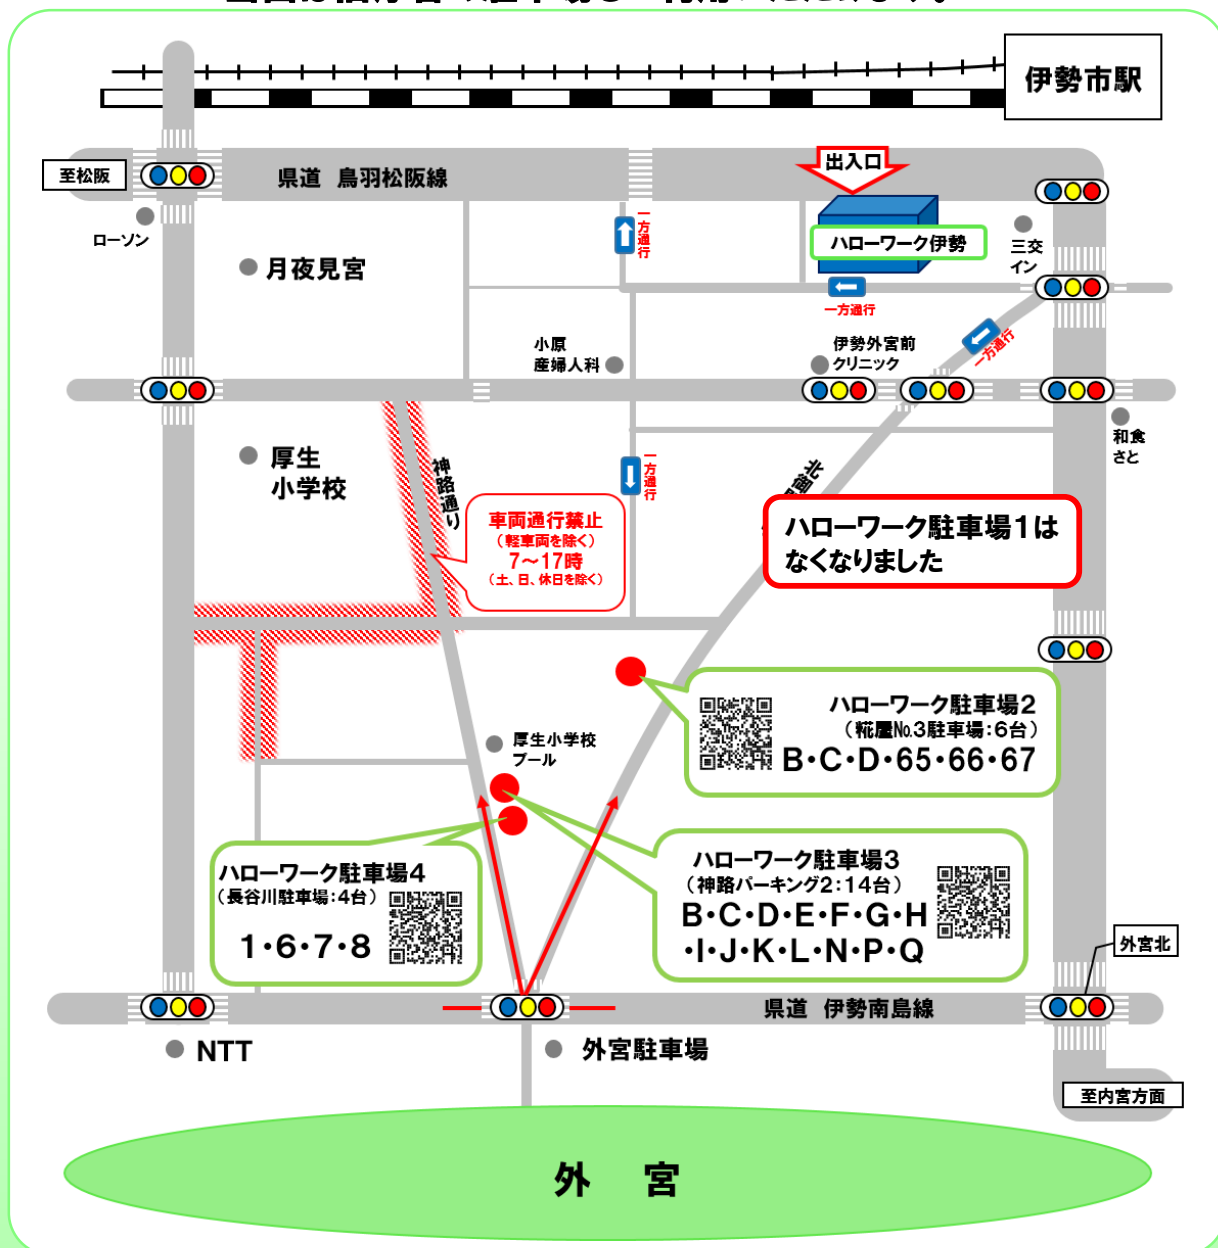 伊勢市駅
至松阪
県道 鳥羽松阪線
出入口
ローソン
月夜見宮
一方通行
ハローワーク伊勢
三交
イン
一方通行
一方通行
小原
産婦人科
伊勢外宮前
クリニック
和食
さと
厚生
小学校
神路通り
一方通行
車両通行禁止
(軽車両を除く)
7~17時
(土、日、休日を除く)
ハローワーク駐車場1は
なくなりました
ハローワーク駐車場2
(糀屋No.3駐車場:6台)
B・C・D・65・66・67
厚生小学校
プール
ハローワーク駐車場4
(長谷川駐車場:4台)
1・6・7・8
ハローワーク駐車場3
(神路パーキング2:14台)
B・C・D・E・F・G・H
・I・J・K・L・N・P・Q
外宮北
県道 伊勢南島線
NTT
外宮駐車場
至内宮方面
外 宮